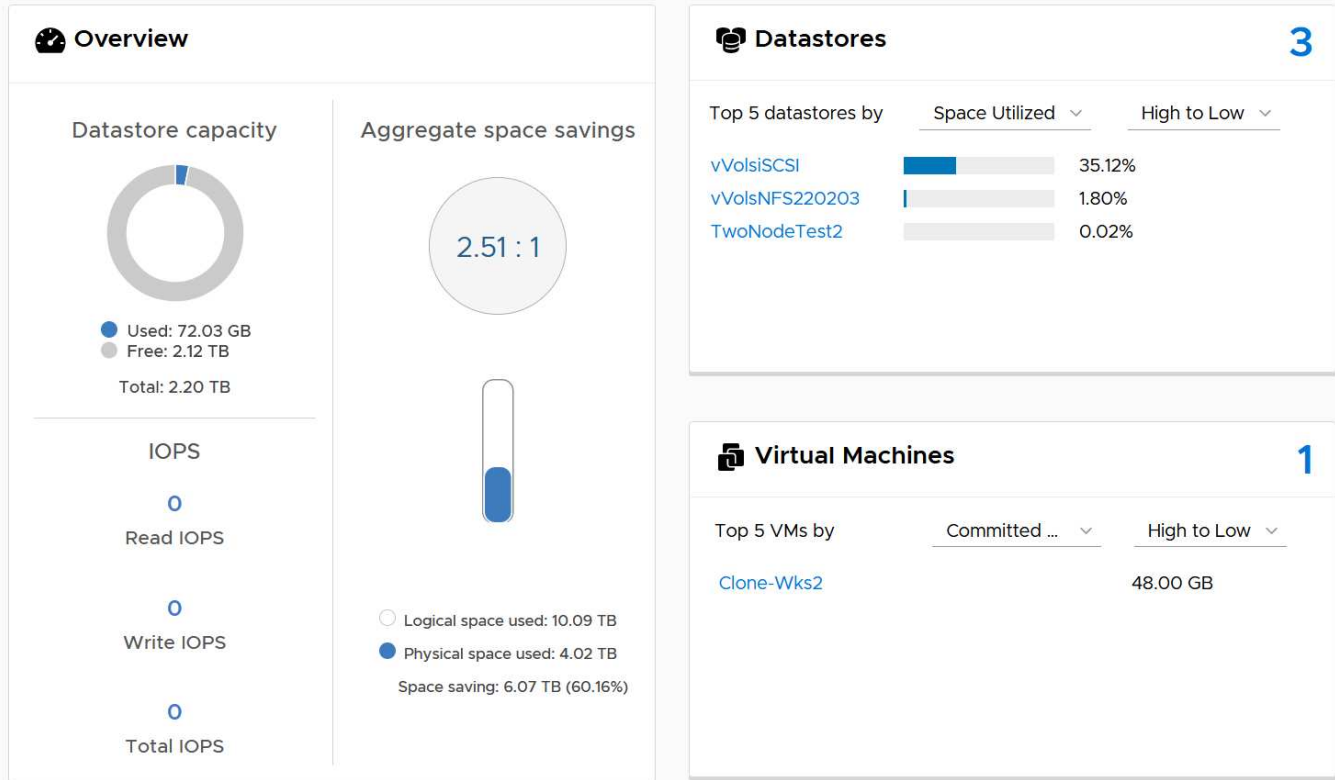 Overview
Datastore capacity
Used: 72.03 GB
Free: 2.12 TB
Total: 2.20 TB
IOPS
0
Read IOPS
0
Write IOPS
0
Total IOPS
Aggregate space savings
2.51 : 1
Logical space used: 10.09 TB
Physical space used: 4.02 TB
Space saving: 6.07 TB (60.16%)
Datastores 3
Top 5 datastores by Space Utilized High to Low
vVolsiSCSI 35.12%
vVolsNFS220203 1.80%
TwoNodeTest2 0.02%
Virtual Machines 1
Top 5 VMs by Committed ... High to Low
Clone-Wks2 48.00 GB